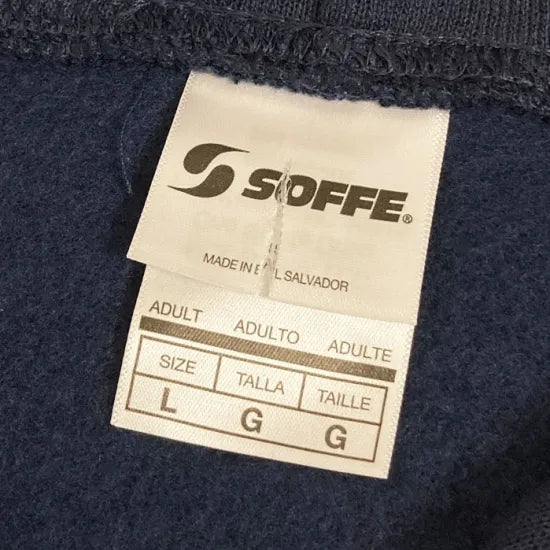 SOFFE®
MADE IN EL SALVADOR
ADULT ADULTO ADULTE
SIZE TALLA TAILLE
L G G